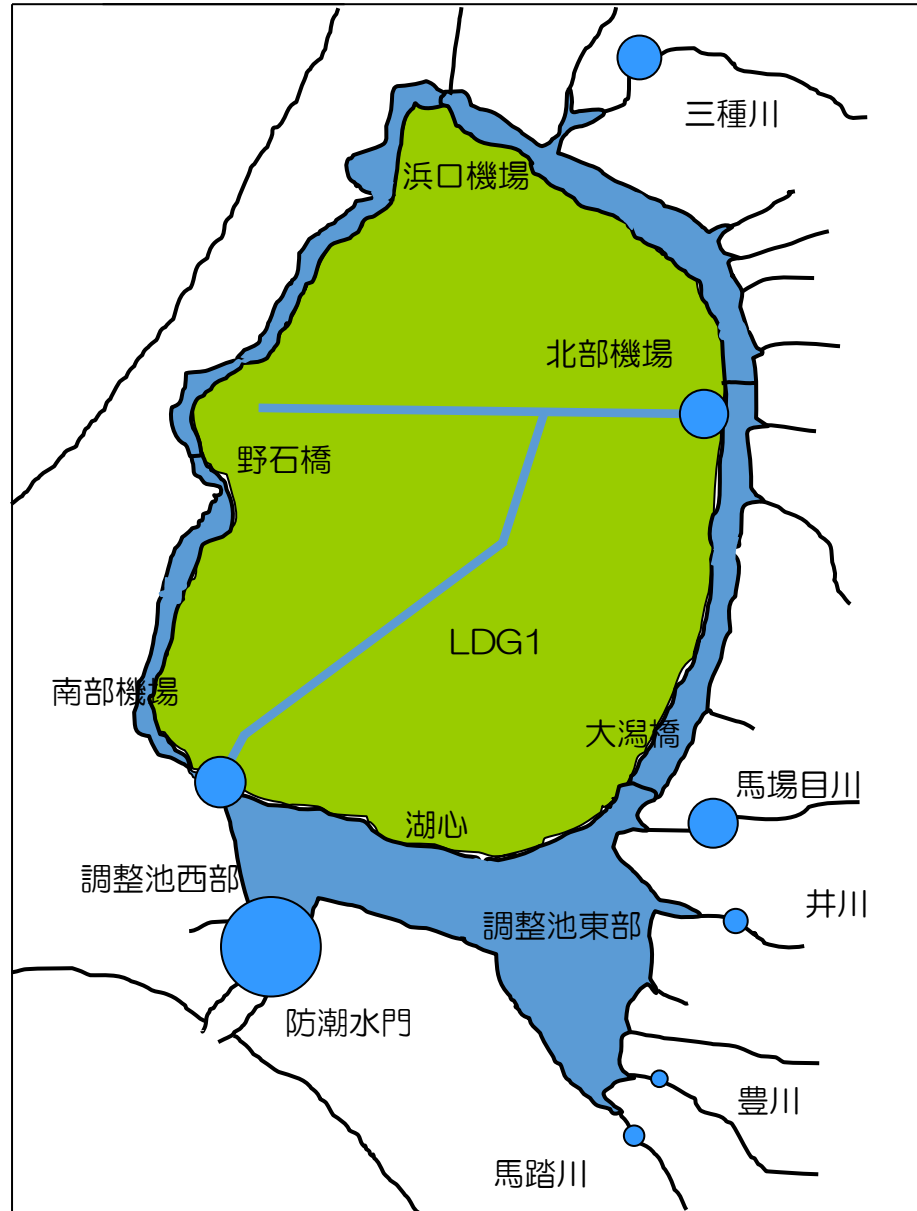 三種川
浜口機場
北部機場
野石橋
LDG1
南部機場
大潟橋
馬場目川
湖心
調整池西部
井川
調整池東部
防潮水門
豊川
馬踏川